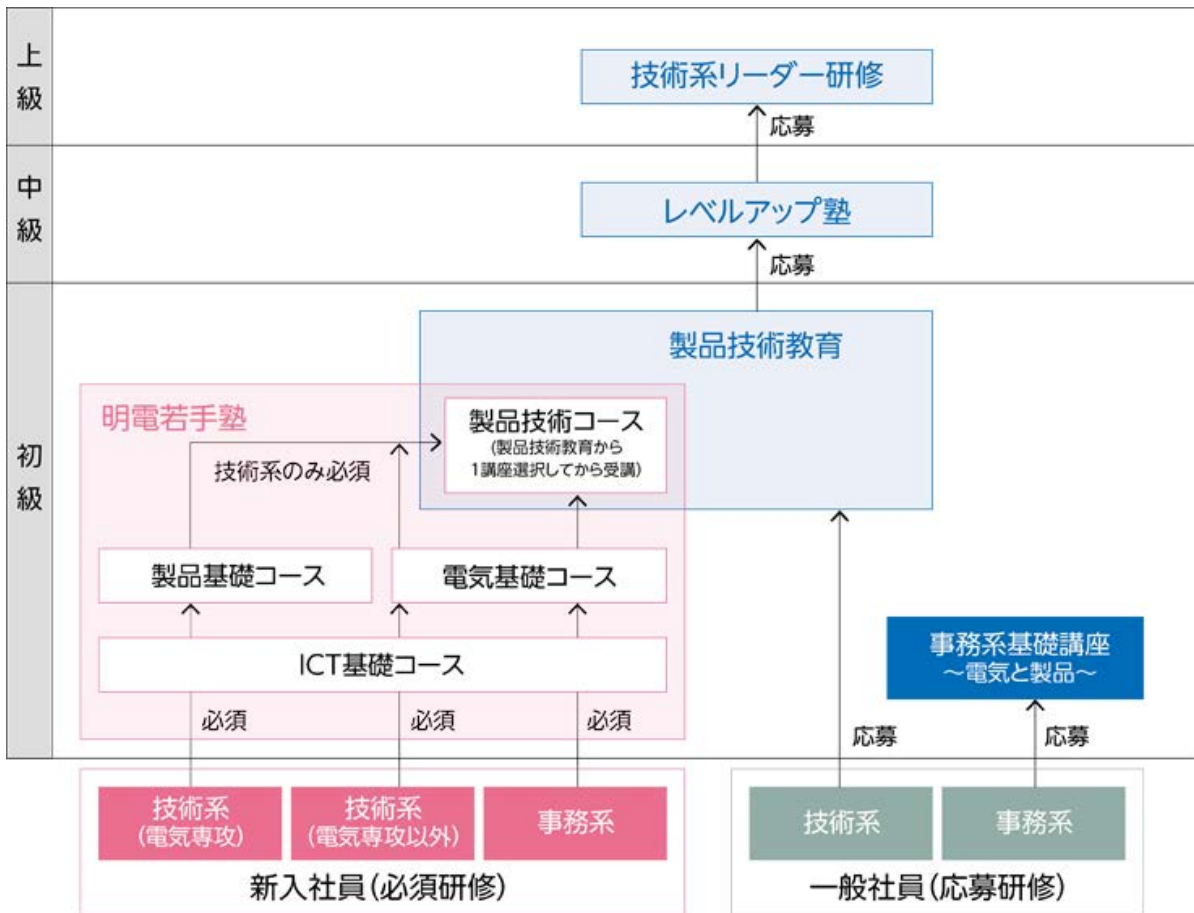 上級
技術系リーダー研修
応募
中級
レベルアップ塾
応募
初級
製品技術教育
明電若手塾
製品技術コース
(製品技術教育から
1講座選択してから受講)
技術系のみ必須
製品基礎コース
電気基礎コース
ICT基礎コース
事務系基礎講座
～電気と製品～
必須
必須
必須
応募
応募
技術系
(電気専攻)
技術系
(電気専攻以外)
事務系
技術系
事務系
新入社員(必須研修)
一般社員(応募研修)